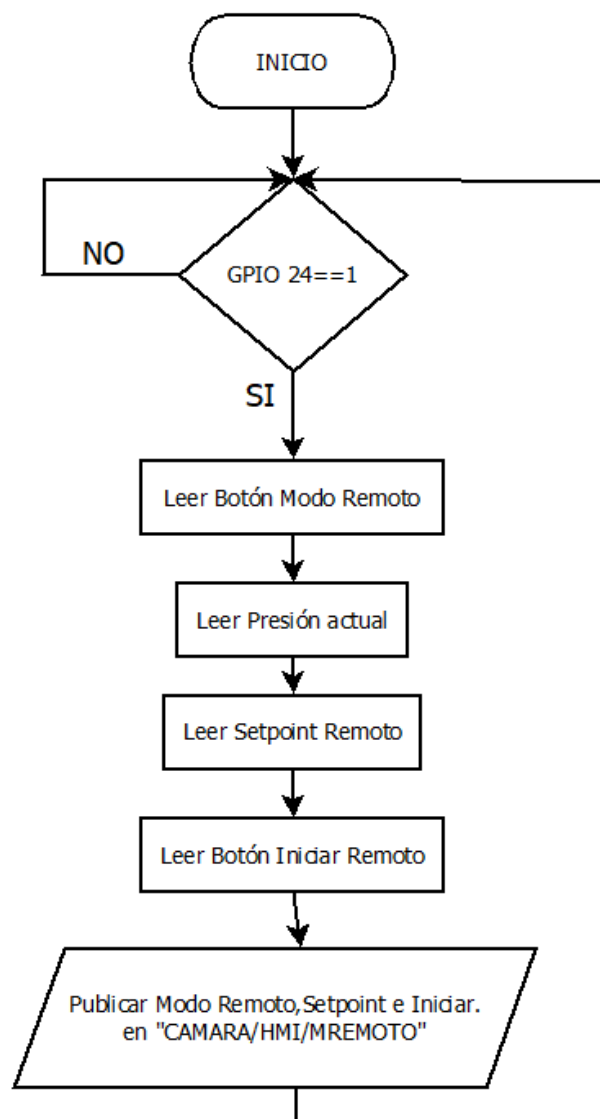 INICIO
NO
GPIO 24==1
SI
Leer Botón Modo Remoto
Leer Presión actual
Leer Setpoint Remoto
Leer Botón Iniciar Remoto
Publicar Modo Remoto,Setpoint e Iniciar.
en "CAMARA/HMI/MREMOTO"